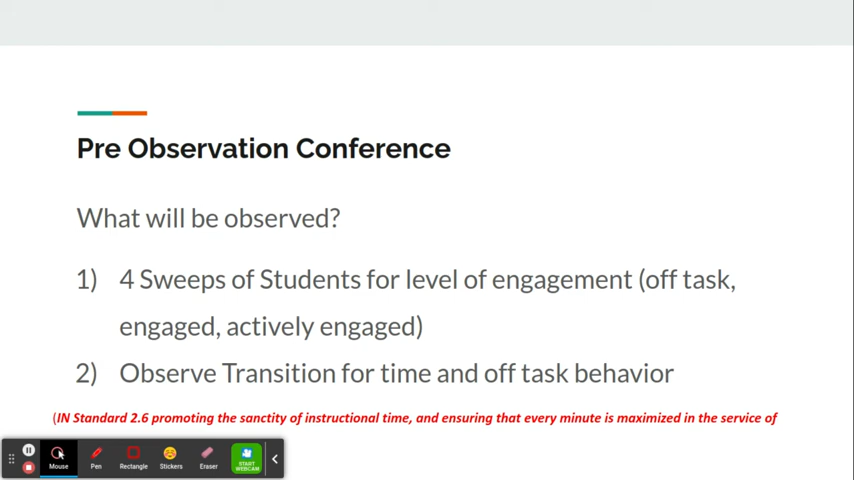 Pre Observation Conference
What will be observed?
1) 4 Sweeps of Students for level of engagement (off task,
engaged, actively engaged)
2) Observe Transition for time and off task behavior
(IN Standard 2.6 promoting the sanctity of instructional time, and ensuring that every minute is maximized in the service of
Mouse
Pen
Rectangle
Stickers
Eraser
START
WEBCAM